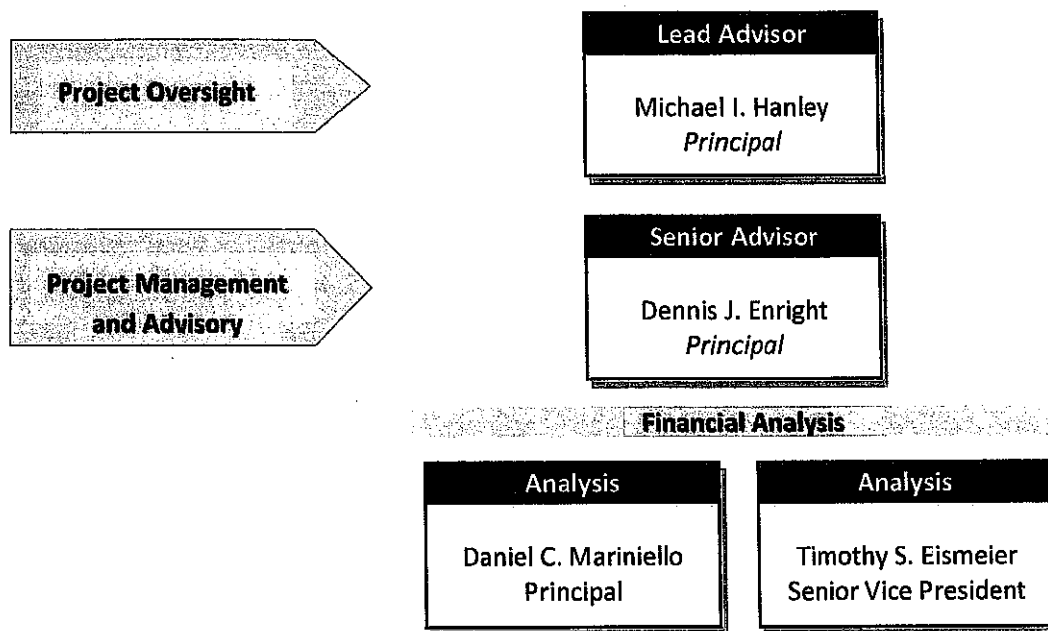 Project Oversight
Lead Advisor
Michael I. Hanley
Principal
Project Management
and Advisory
Senior Advisor
Dennis J. Enright
Principal
Financial Analysis
Analysis
Daniel C. Mariniello
Principal
Analysis
Timothy S. Eismeier
Senior Vice President